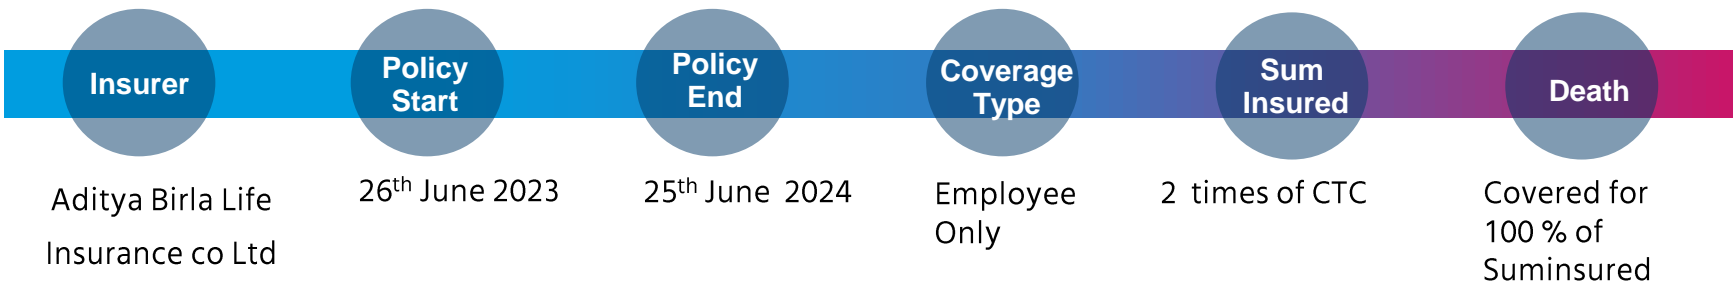 Insurer
Aditya Birla Life
Insurance co Ltd
Policy
Start
26th June 2023
Policy
End
25th June 2024
Coverage
Type
Employee
Only
Sum
Insured
2 times of CTC
Death
Covered for
100 % of
Suminsured